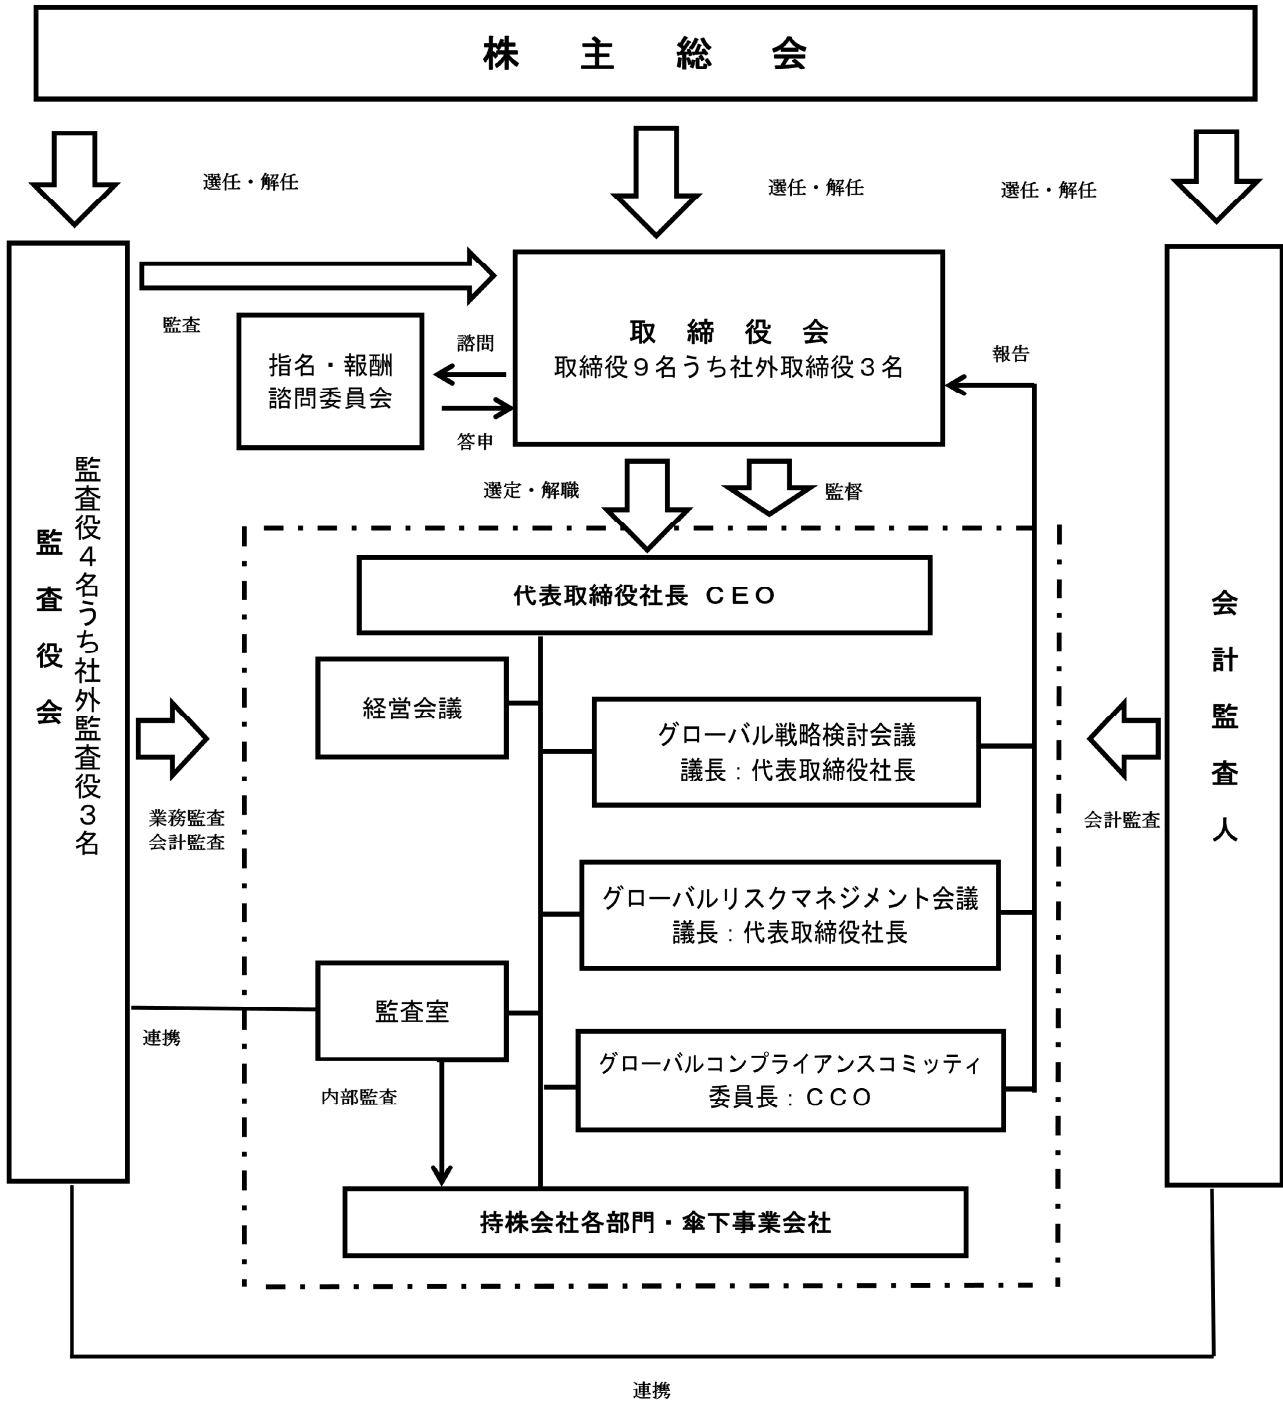 株主総会
選任・解任
選任・解任
選任・解任
監査
取締役会
取締役９名うち社外取締役３名
指名・報酬
諮問委員会
諮問
答申
報告
選定・解職
監督
監査役会
監査役４名うち社外監査役３名
代表取締役社長 ＣＥＯ
経営会議
グローバル戦略検討会議
議長：代表取締役社長
業務監査
会計監査
会計監査
会計監査人
グローバルリスクマネジメント会議
議長：代表取締役社長
監査室
連携
内部監査
グローバルコンプライアンスコミッティ
委員長：ＣＣＯ
持株会社各部門・傘下事業会社
連携